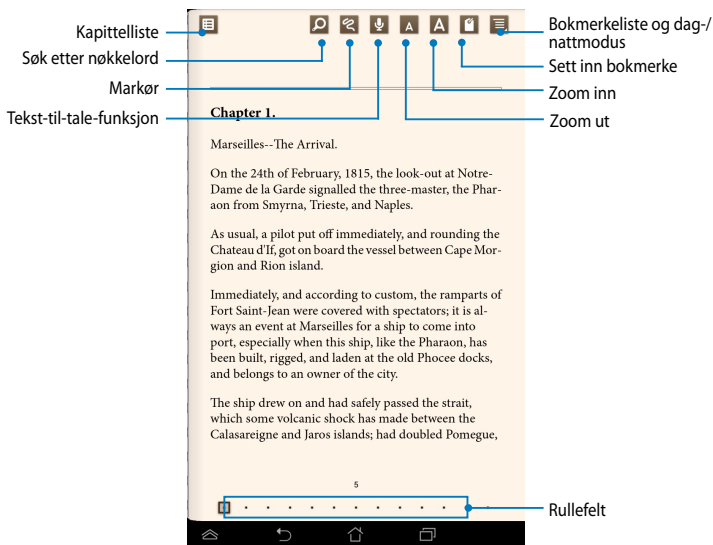 Kapittelliste
Søk etter nøkkelord
Markør
Tekst-til-tale-funksjon
Bokmerkeliste og dag-/
nattmodus
Sett inn bokmerke
Zoom inn
Zoom ut
A
A
Chapter 1.
Marseilles--The Arrival.
On the 24th of February, 1815, the look-out at Notre-
Dame de la Garde signalled the three-master, the Phar-
aon from Smyrna, Trieste, and Naples.
As usual, a pilot put off immediately, and rounding the
Chateau d'If, got on board the vessel between Cape Mor-
gion and Rion island.
Immediately, and according to custom, the ramparts of
Fort Saint-Jean were covered with spectators; it is al-
ways an event at Marseilles for a ship to come into
port, especially when this ship, like the Pharaon, has
been built, rigged, and laden at the old Phocee docks,
and belongs to an owner of the city.
The ship drew on and had safely passed the strait,
which some volcanic shock has made between the
Calasareigne and Jaros islands; had doubled Pomegue,
5
Rullefelt